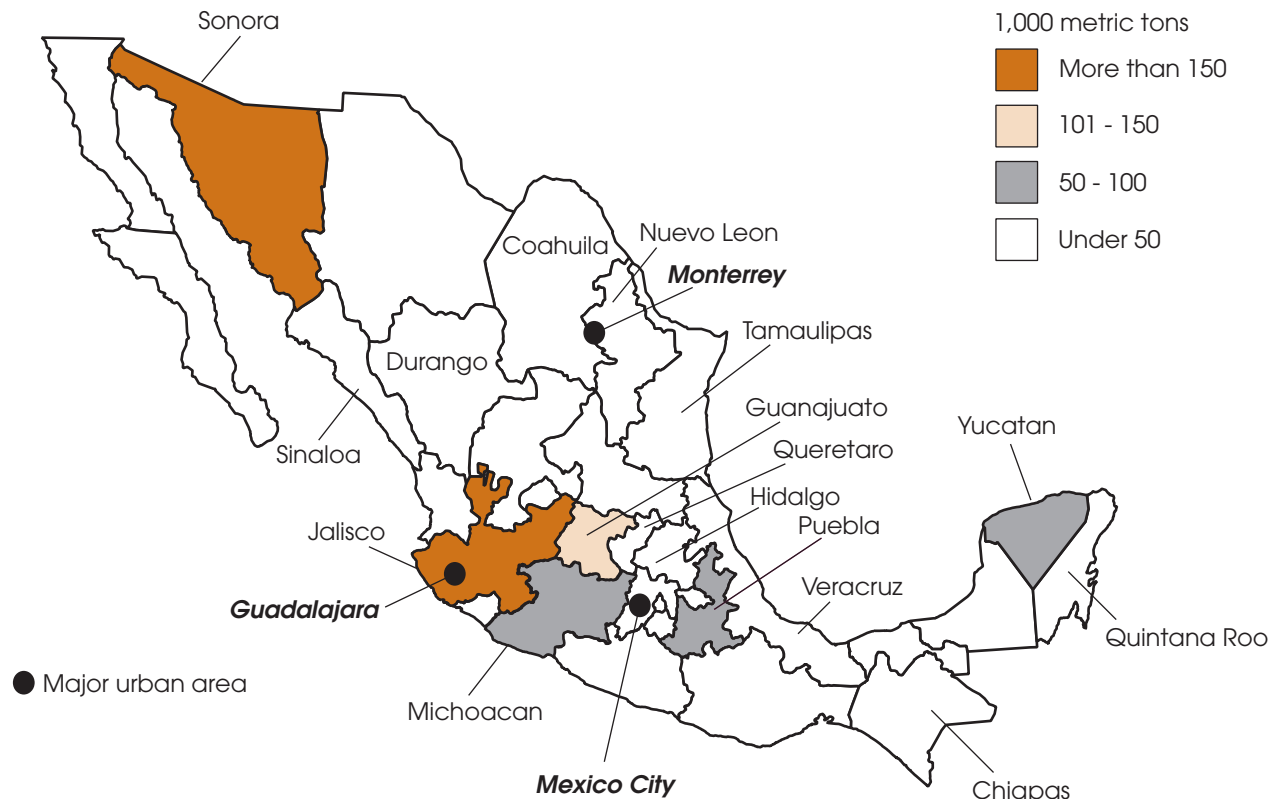 Sonora
1,000 metric tons
More than 150
101 - 150
50 - 100
Under 50
Coahuila
Nuevo Leon
Monterrey
Tamaulipas
Durango
Guanajuato
Queretaro
Yucatan
Sinaloa
Hidalgo
Puebla
Jalisco
Veracruz
Guadalajara
Quintana Roo
Major urban area
Michoacan
Mexico City
Chiapas